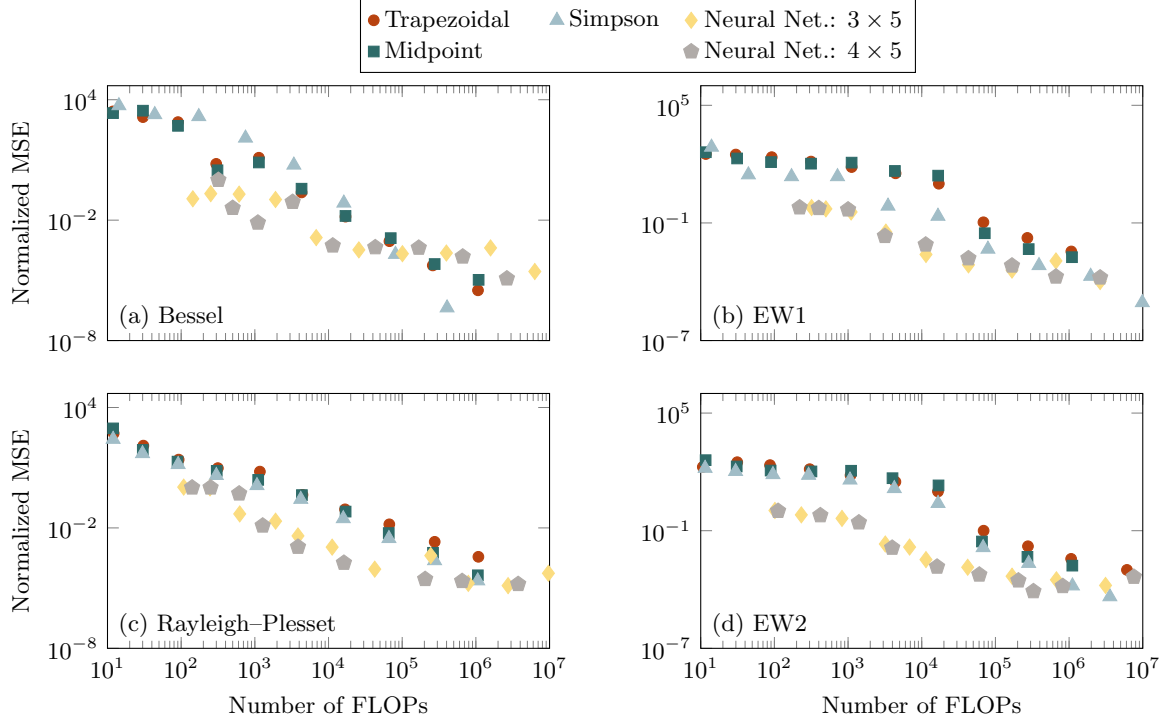 Trapezoidal Simpson Neural Net.: 3 × 5
Midpoint Neural Net.: 4 × 5
10^4
10^−2
10^−8
Normalized MSE
(a) Bessel
10^5
10^−1
10^−7
(b) EW1
10^4
10^−2
10^−8
Normalized MSE
(c) Rayleigh–Plesset
10^1 10^2 10^3 10^4 10^5 10^6 10^7
Number of FLOPs
10^5
10^−1
10^−7
(d) EW2
10^1 10^2 10^3 10^4 10^5 10^6 10^7
Number of FLOPs